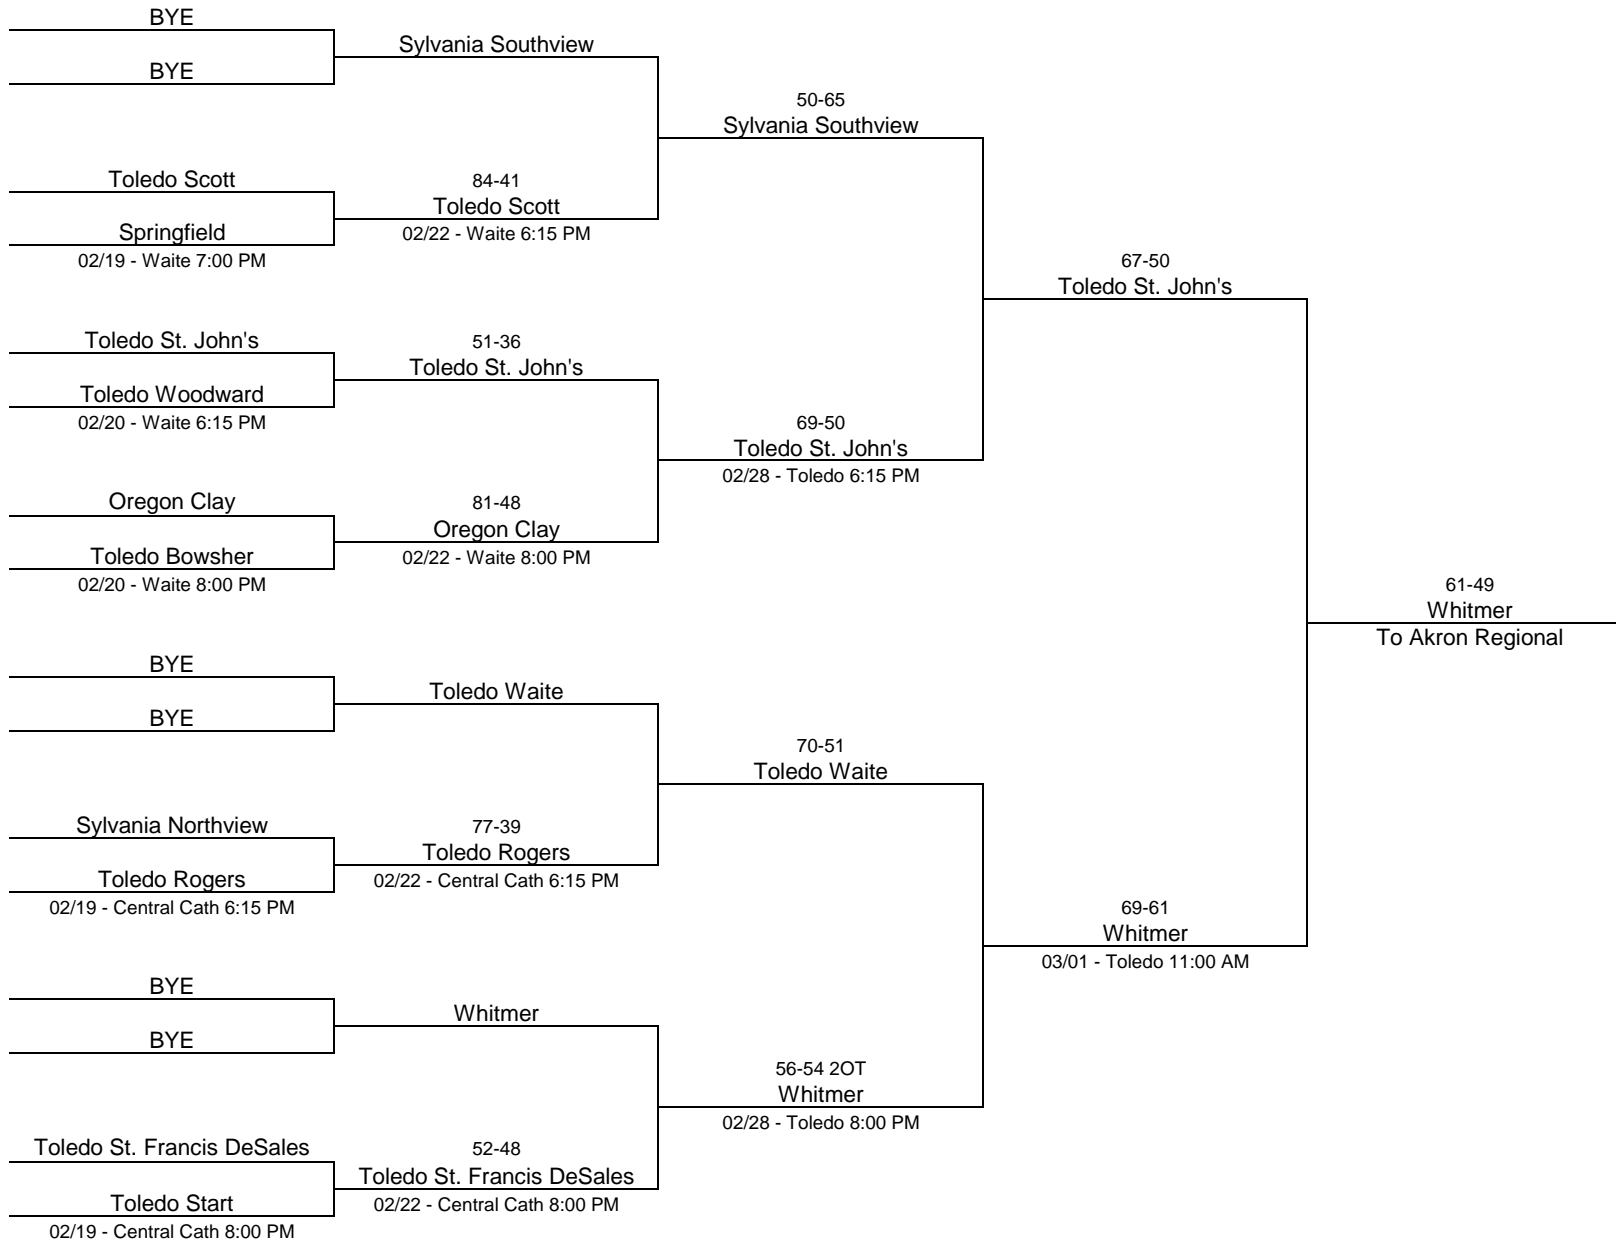 BYE
BYE
Sylvania Southview
50-65
Sylvania Southview
Toledo Scott
Springfield
02/19 - Waite 7:00 PM
84-41
Toledo Scott
02/22 - Waite 6:15 PM
67-50
Toledo St. John's
Toledo St. John's
Toledo Woodward
02/20 - Waite 6:15 PM
51-36
Toledo St. John's
69-50
Toledo St. John's
02/28 - Toledo 6:15 PM
Oregon Clay
Toledo Bowsher
02/20 - Waite 8:00 PM
81-48
Oregon Clay
02/22 - Waite 8:00 PM
61-49
Whitmer
To Akron Regional
BYE
BYE
Toledo Waite
70-51
Toledo Waite
Sylvania Northview
Toledo Rogers
02/19 - Central Cath 6:15 PM
77-39
Toledo Rogers
02/22 - Central Cath 6:15 PM
69-61
Whitmer
03/01 - Toledo 11:00 AM
BYE
BYE
Whitmer
56-54 2OT
Whitmer
02/28 - Toledo 8:00 PM
Toledo St. Francis DeSales
Toledo Start
02/19 - Central Cath 8:00 PM
52-48
Toledo St. Francis DeSales
02/22 - Central Cath 8:00 PM